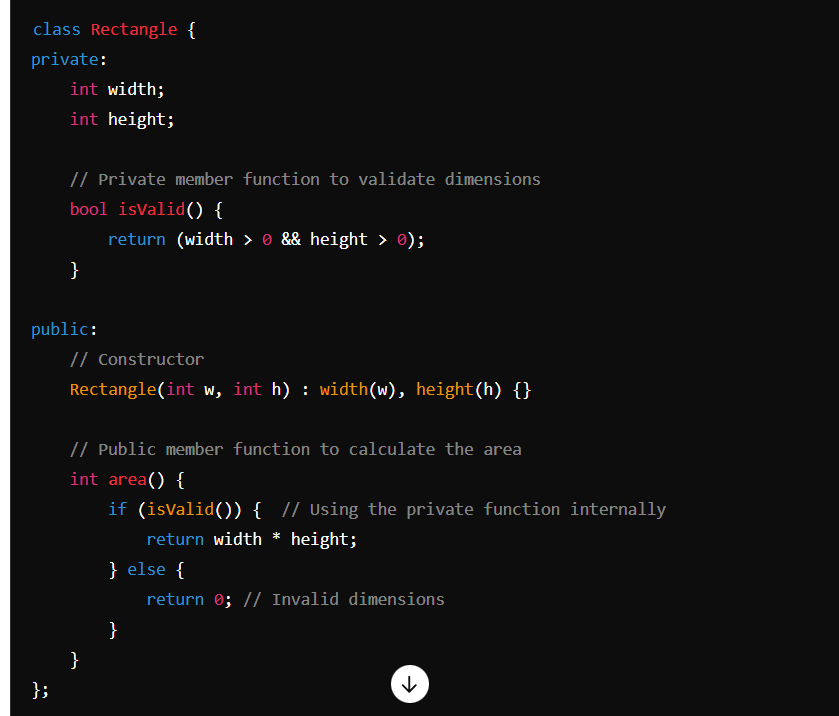 class Rectangle {
private:
    int width;
    int height;

    // Private member function to validate dimensions
    bool isValid() {
        return (width > 0 && height > 0);
    }

public:
    // Constructor
    Rectangle(int w, int h) : width(w), height(h) {}

    // Public member function to calculate the area
    int area() {
        if (isValid()) {  // Using the private function internally
            return width * height;
        } else {
            return 0; // Invalid dimensions
        }
    }
};